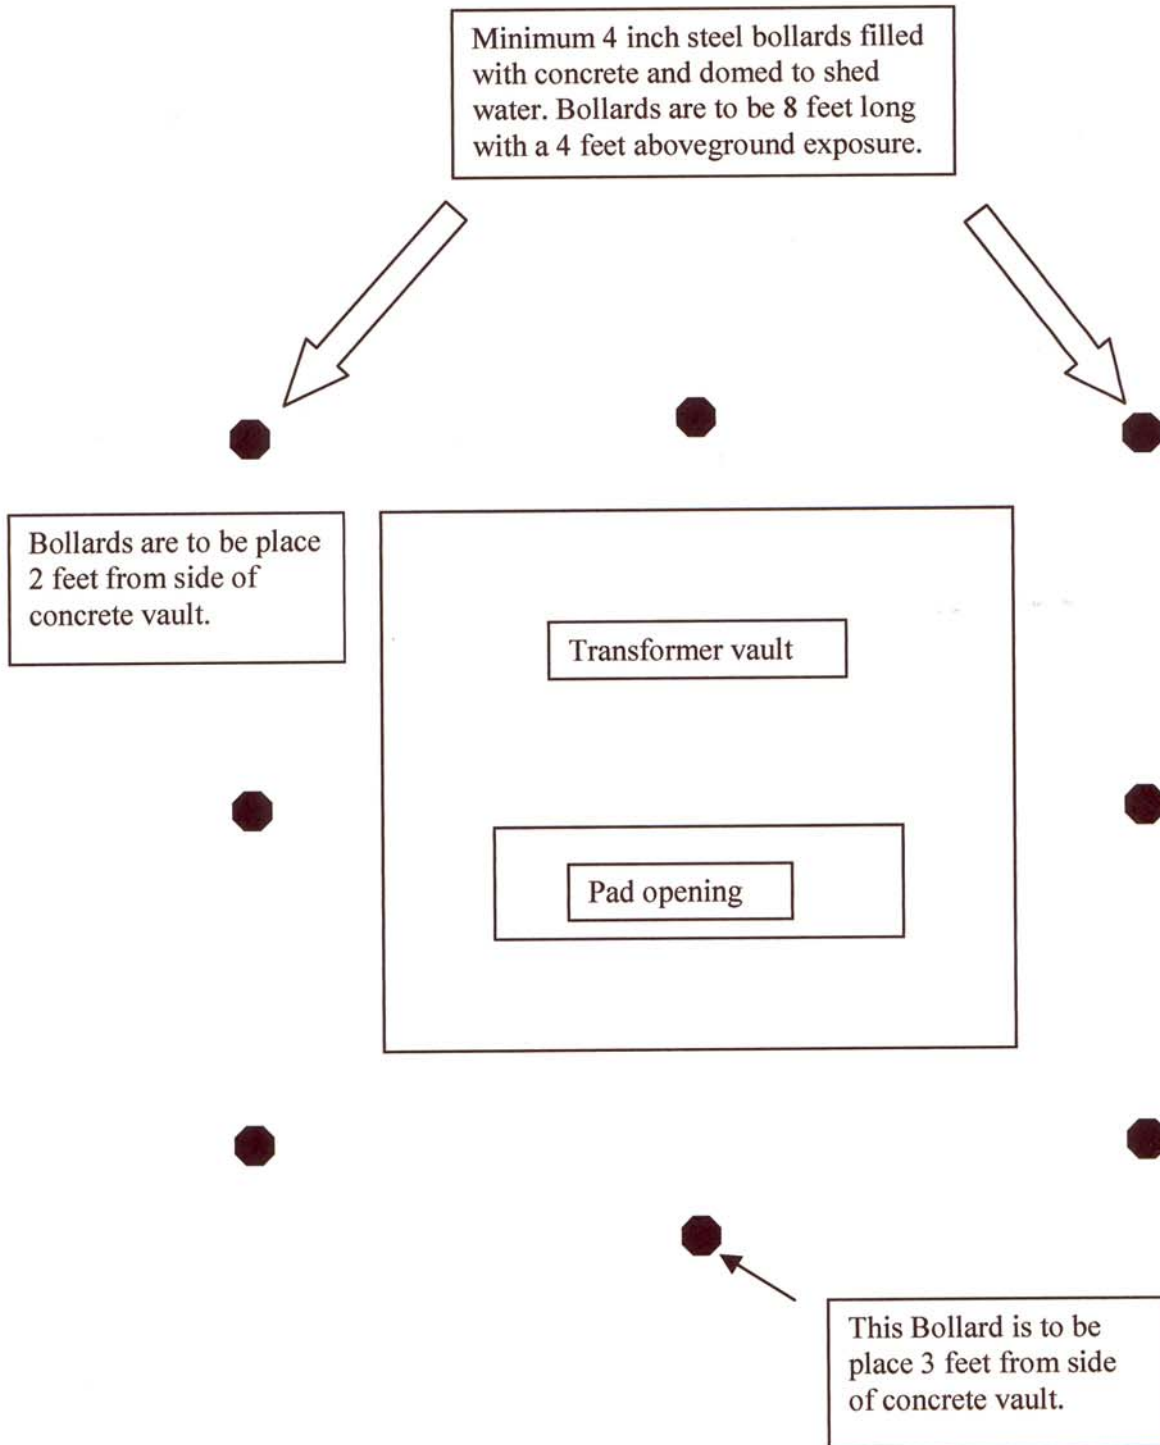 Minimum 4 inch steel bollards filled
with concrete and domed to shed
water. Bollards are to be 8 feet long
with a 4 feet aboveground exposure.
Bollards are to be place
2 feet from side of
concrete vault.
Transformer vault
Pad opening
This Bollard is to be
place 3 feet from side
of concrete vault.